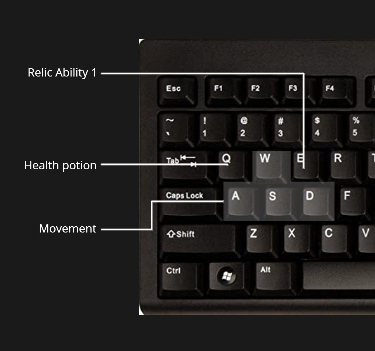 Relic Ability 1
Esc F1 F2 F3 F4
~ ! @ # $ %
` 1 2 3 4 5
Health potion
Tab Q W E R T
Caps Lock A S D F
Movement
Shift Z X C V
Ctrl Alt